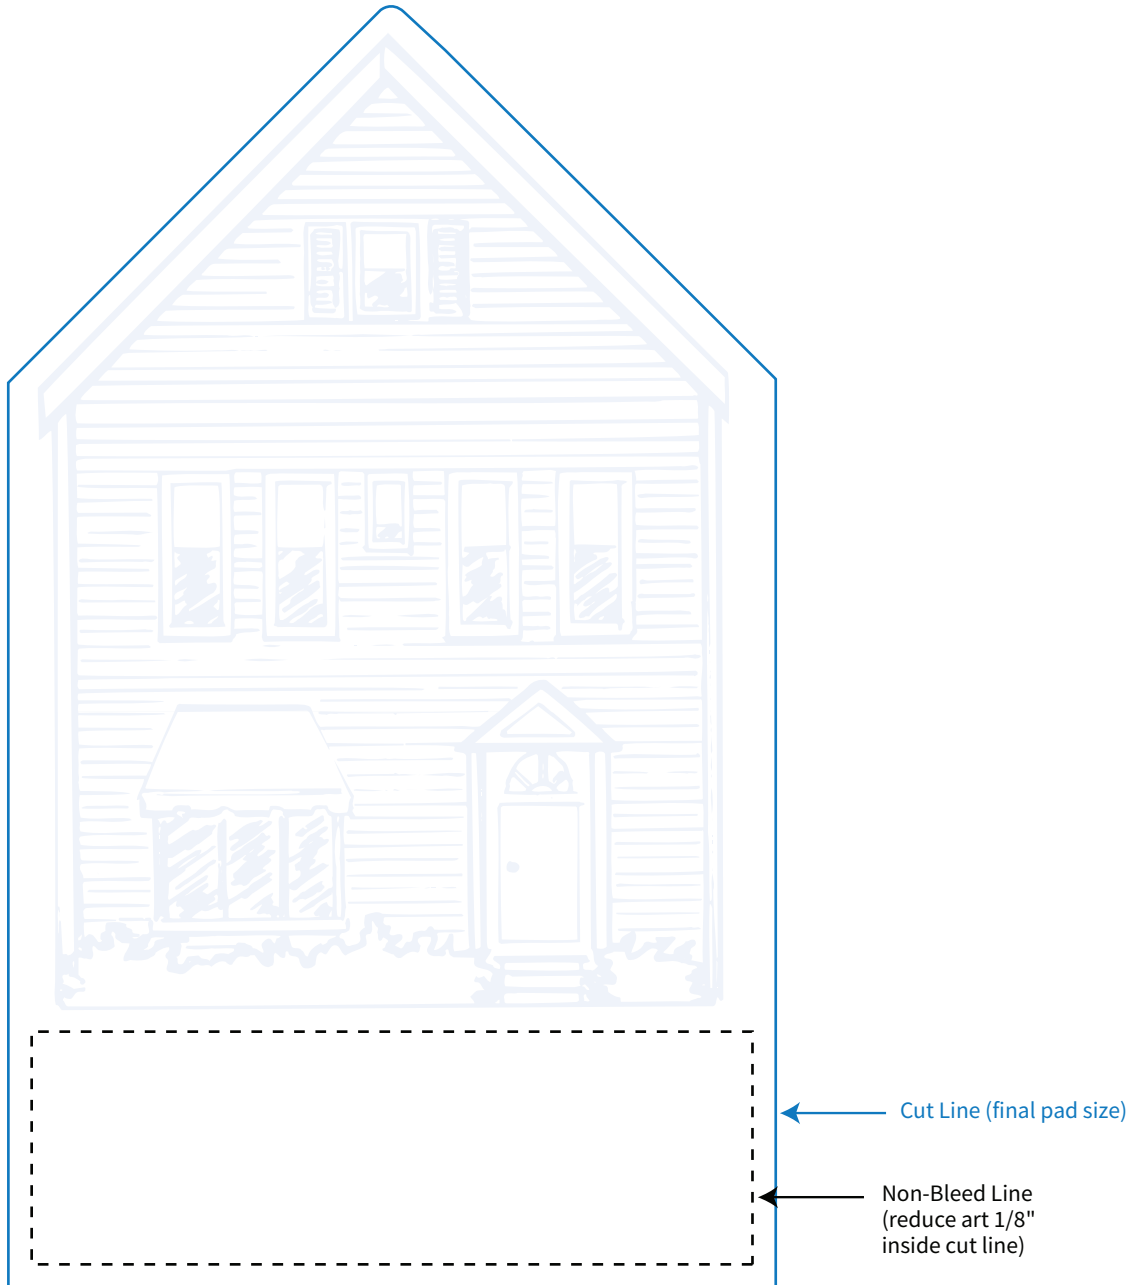 Cut Line (final pad size)
Non-Bleed Line
(reduce art 1/8"
inside cut line)